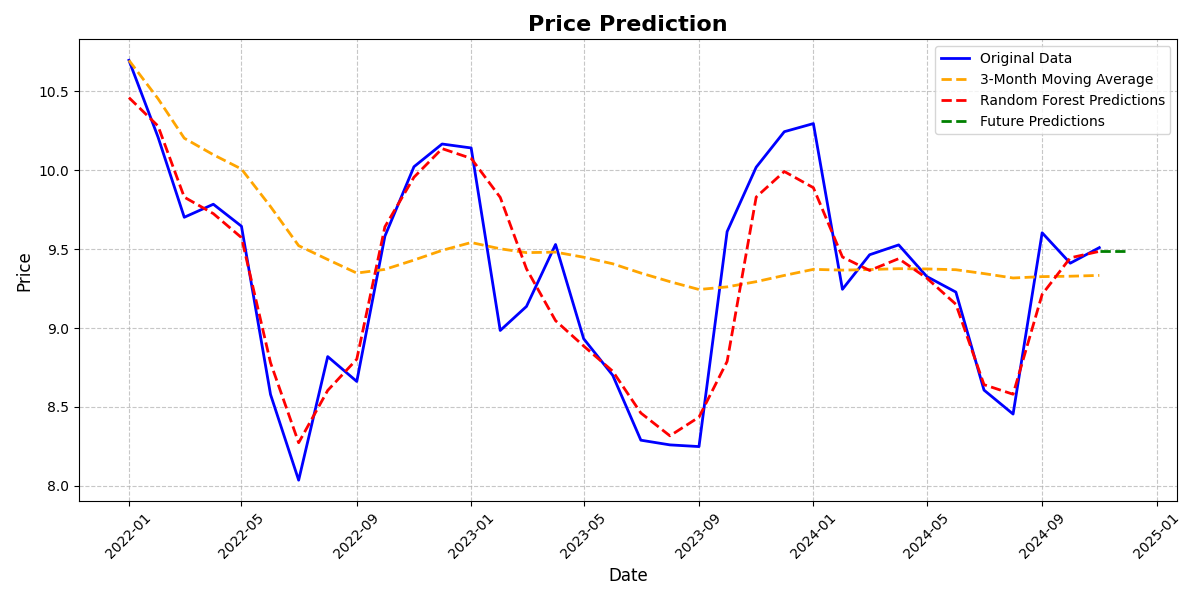 Price Prediction
Original Data
3-Month Moving Average
Random Forest Predictions
Future Predictions
Price
10.5
10.0
9.5
9.0
8.5
8.0
2022-01
2022-05
2022-09
2023-01
2023-05
2023-09
2024-01
2024-05
2024-09
2025-01
Date